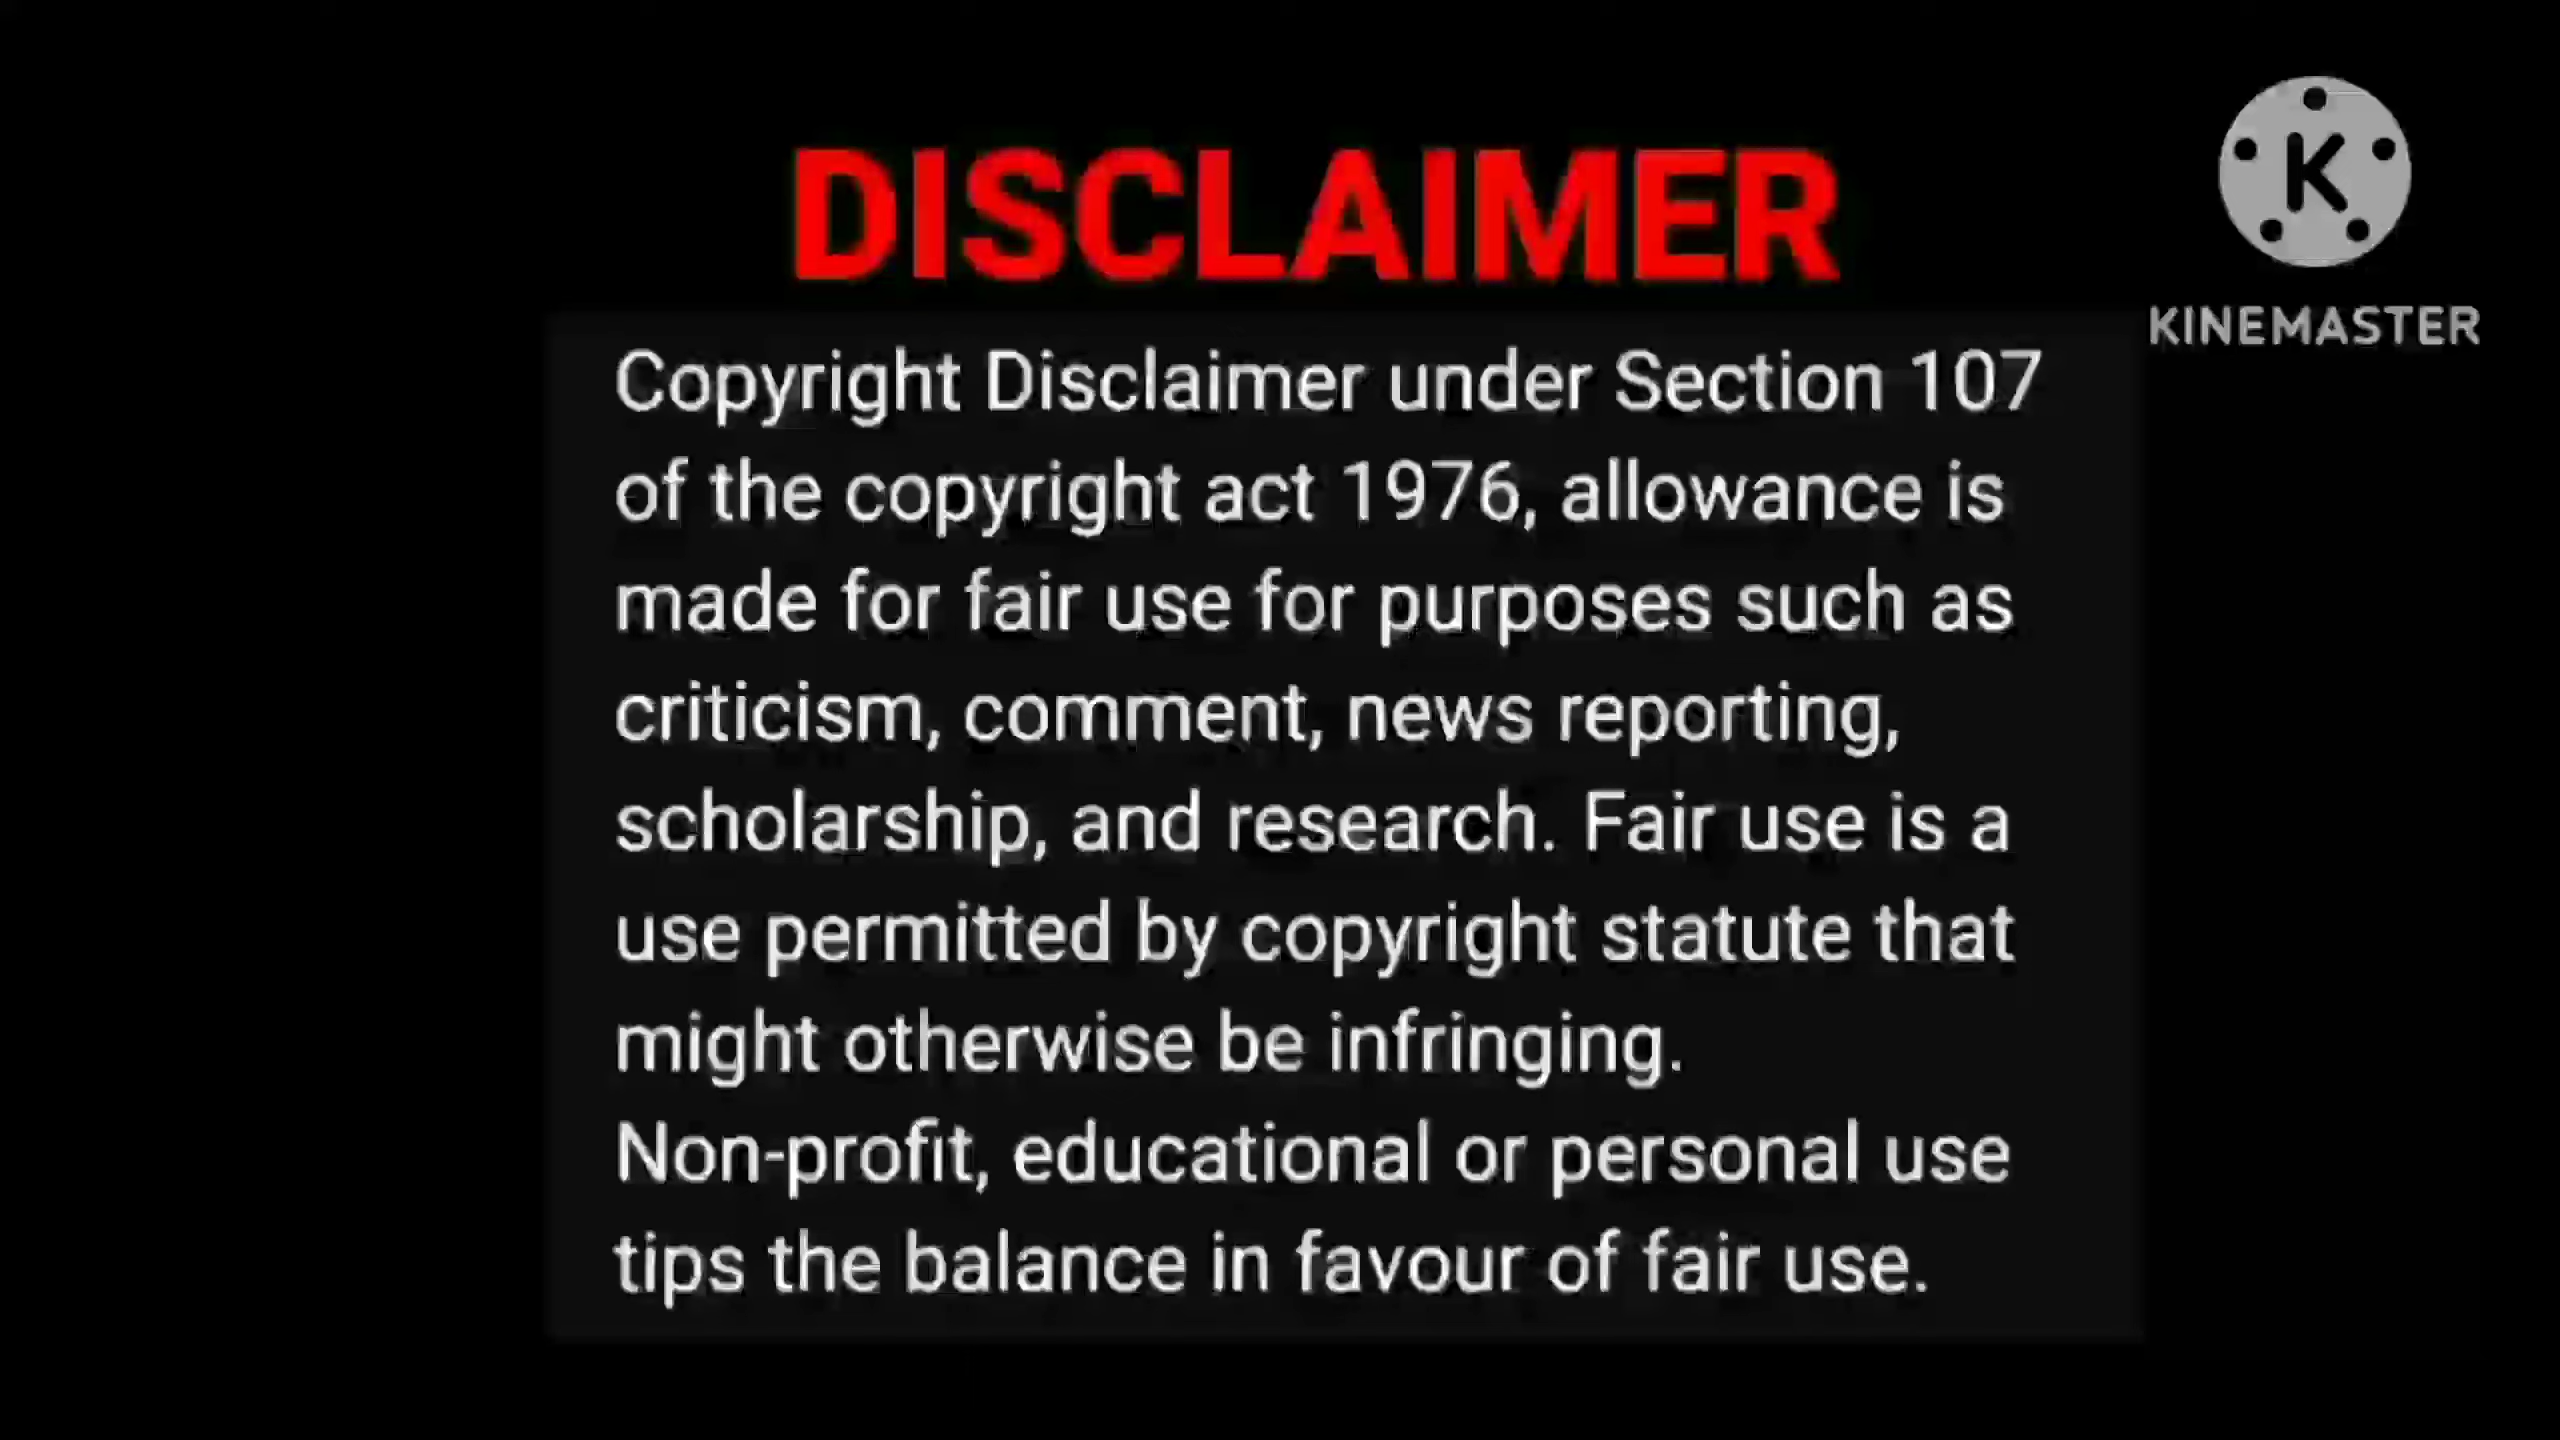 DISCLAIMER
K
KINEMASTER
Copyright Disclaimer under Section 107
of the copyright act 1976, allowance is
made for fair use for purposes such as
criticism, comment, news reporting,
scholarship, and research. Fair use is a
use permitted by copyright statute that
might otherwise be infringing.
Non-profit, educational or personal use
tips the balance in favour of fair use.